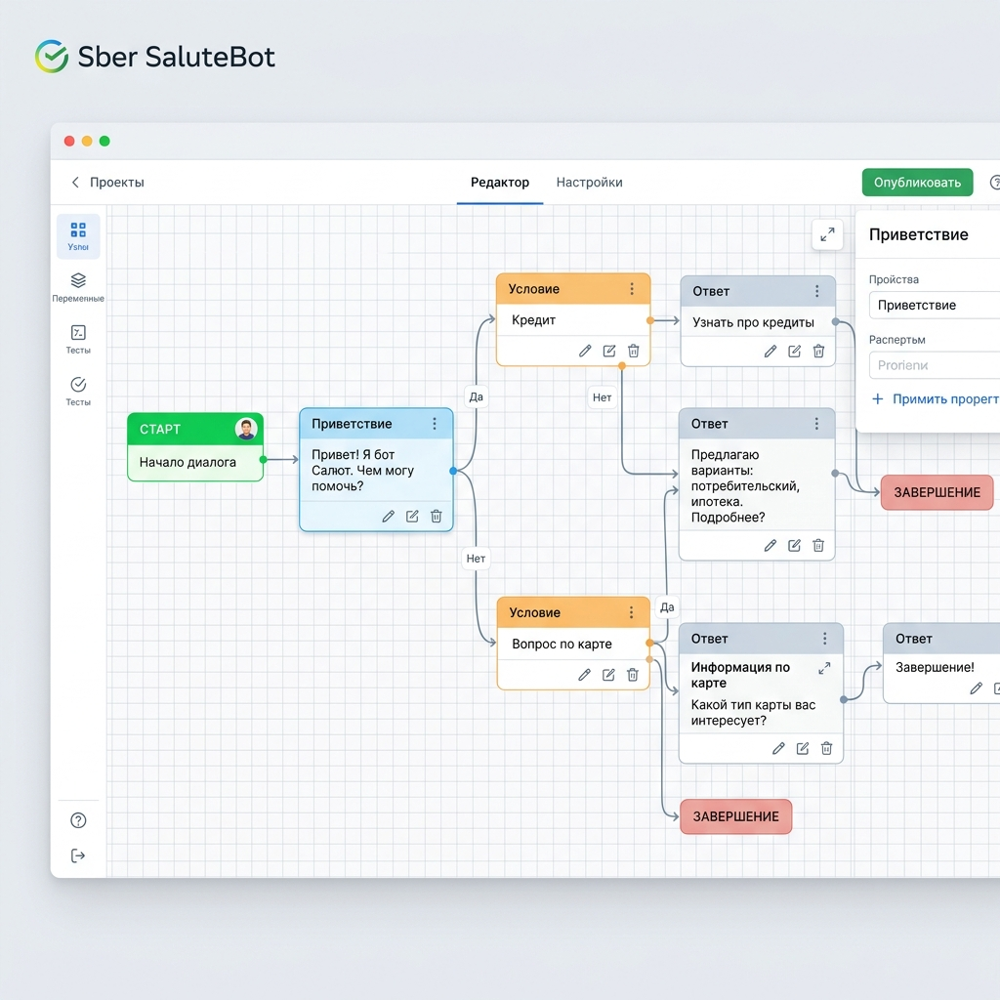 Sber SaluteBot
Проекты
Редактор
Настройки
Опубликовать
Узлы
Переменные
Тесты
Тесты
СТАРТ
Начало диалога
Приветствие
Привет! Я бот
Салют. Чем могу
помочь?
Да
Нет
Условие
Кредит
Нет
Ответ
Узнать про кредиты
Ответ
Предлагаю
варианты:
потребительский,
ипотека.
Подробнее?
ЗАВЕРШЕНИЕ
Условие
Вопрос по карте
Да
Ответ
Информация по
карте
Какой тип карты вас
интересует?
Ответ
Завершение!
ЗАВЕРШЕНИЕ
Приветствие
Пройства
Приветствие
Распертьм
Примить прорегт